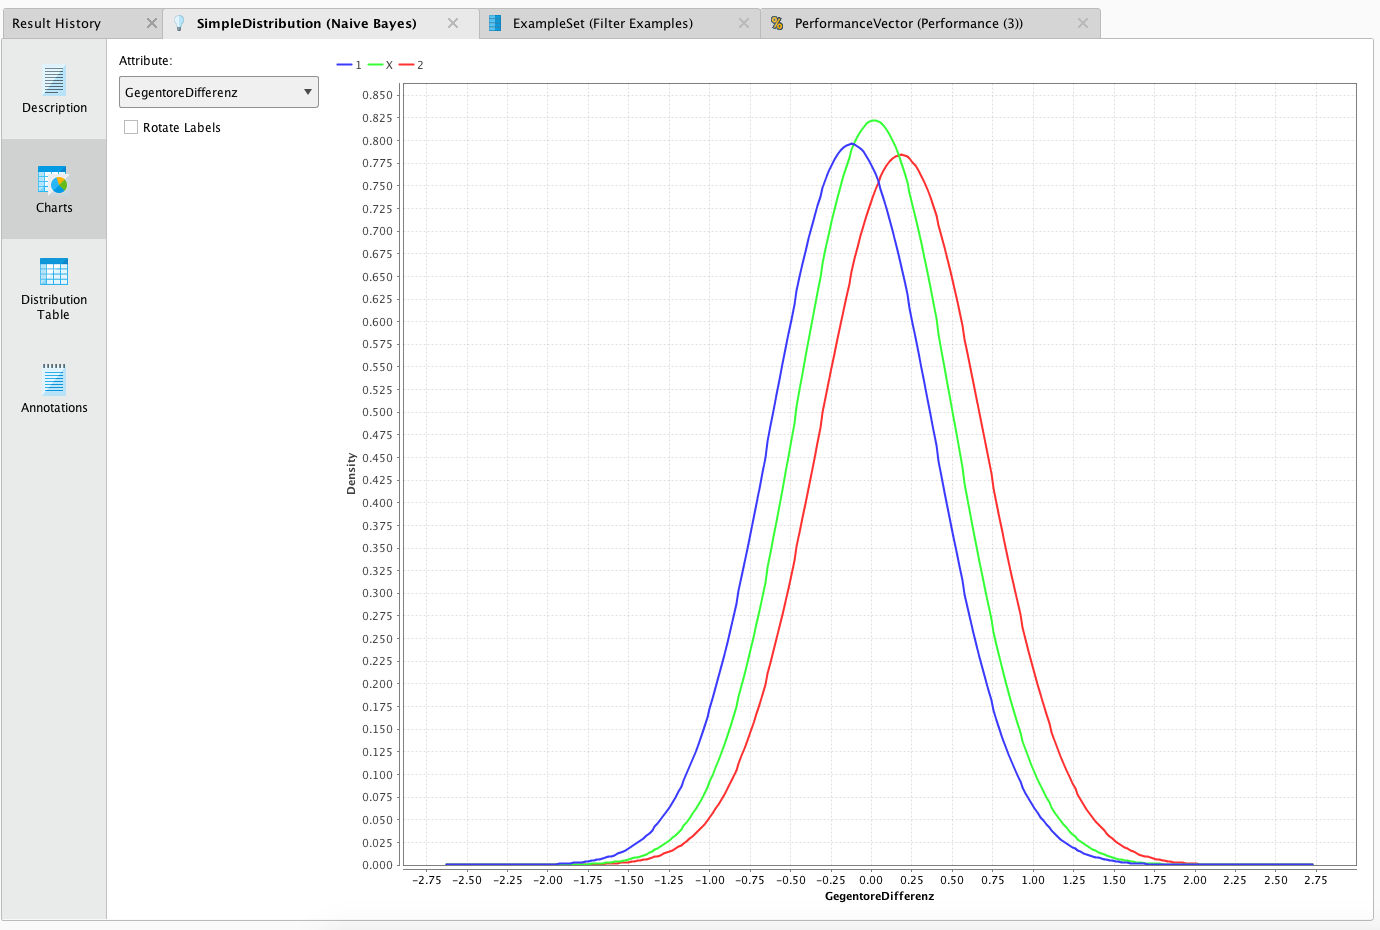 Result History
SimpleDistribution (Naive Bayes)
ExampleSet (Filter Examples)
PerformanceVector (Performance (3))
Description
Charts
Distribution
Table
Annotations
Attribute:
GegentoreDifferenz
Rotate Labels
1 X 2
0.850
0.825
0.800
0.775
0.750
0.725
0.700
0.675
0.650
0.625
0.600
0.575
0.550
0.525
0.500
0.475
0.450
0.425
0.400
0.375
0.350
0.325
0.300
0.275
0.250
0.225
0.200
0.175
0.150
0.125
0.100
0.075
0.050
0.025
0.000
Density
-2.75 -2.50 -2.25 -2.00 -1.75 -1.50 -1.25 -1.00 -0.75 -0.50 -0.25 0.00 0.25 0.50 0.75 1.00 1.25 1.50 1.75 2.00 2.25 2.50 2.75
GegentoreDifferenz